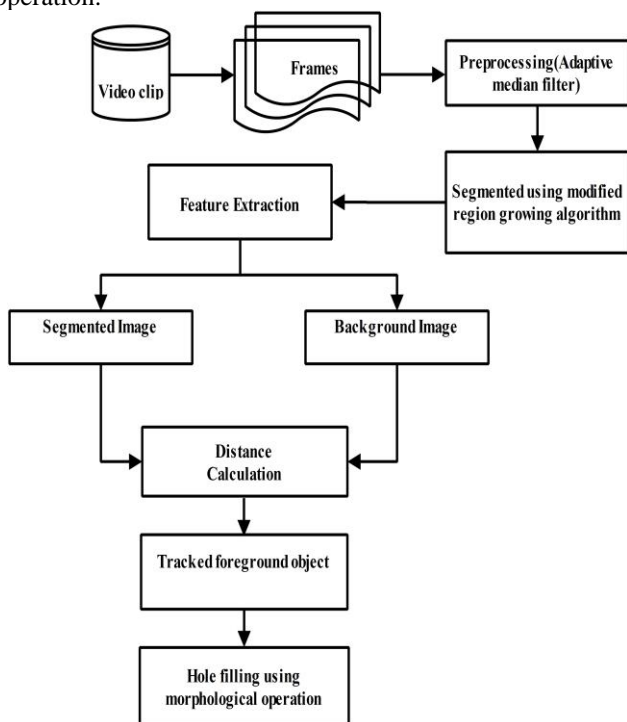 operation.
Video clip
Frames
Preprocessing(Adaptive
median filter)
Segmented using modified
region growing algorithm
Feature Extraction
Segmented Image
Background Image
Distance
Calculation
Tracked foreground object
Hole filling using
morphological operation